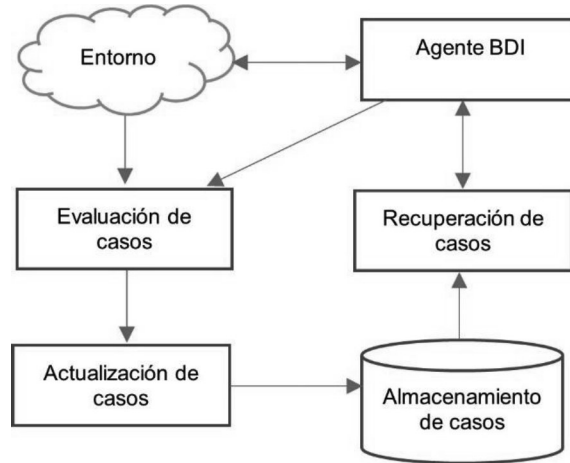 Entorno
Agente BDI
Evaluación de
casos
Recuperación de
casos
Actualización de
casos
Almacenamiento
de casos